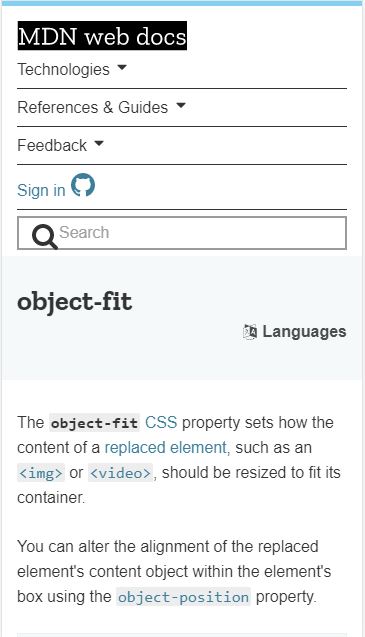 MDN web docs
Technologies
References & Guides
Feedback
Sign in
Search
object-fit
Languages
The object-fit CSS property sets how the
content of a replaced element, such as an
<img> or <video>, should be resized to fit its
container.
You can alter the alignment of the replaced
element's content object within the element's
box using the object-position property.